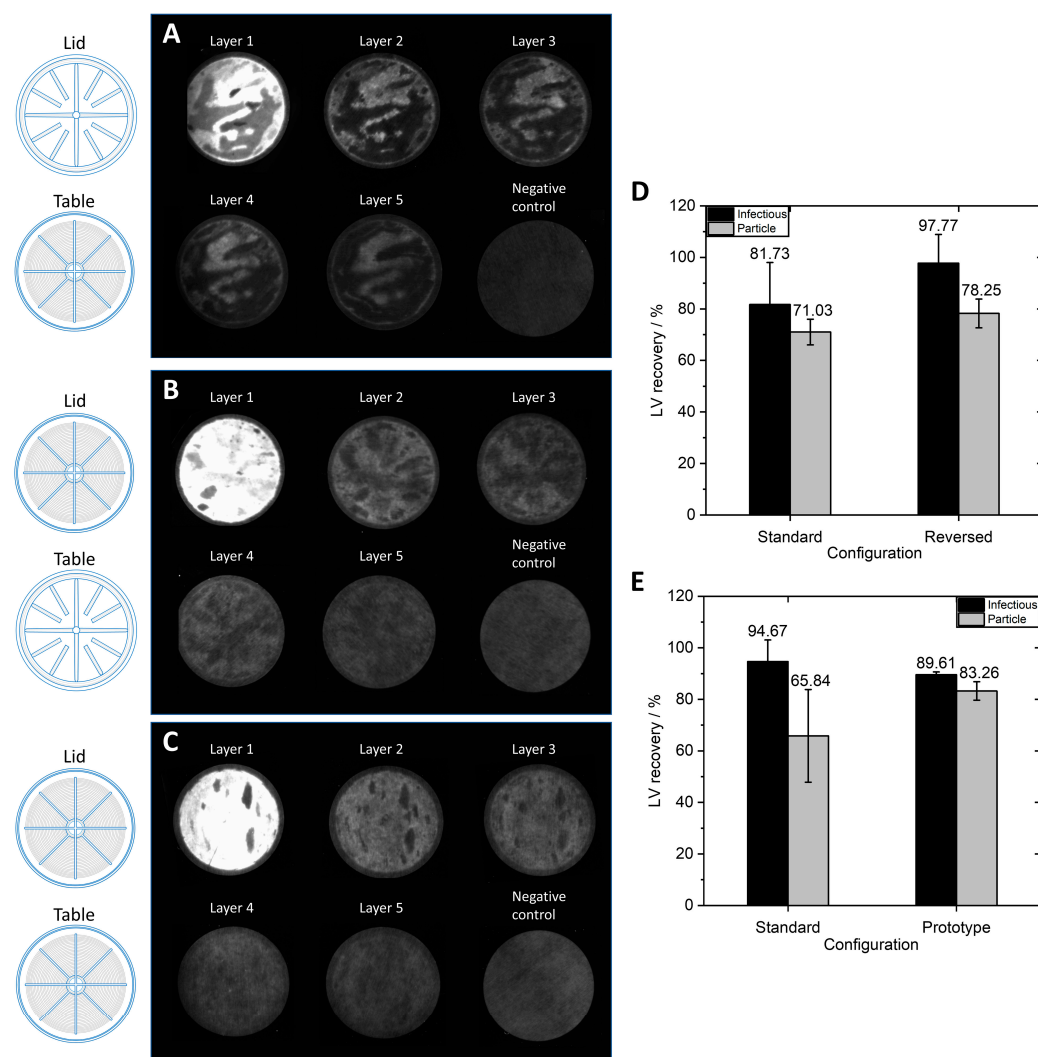 A
Lid
Layer 1
Layer 2
Layer 3
Table
Layer 4
Layer 5
Negative
control
B
Lid
Layer 1
Layer 2
Layer 3
Table
Layer 4
Layer 5
Negative
control
C
Lid
Layer 1
Layer 2
Layer 3
Table
Layer 4
Layer 5
Negative
control
D
120
100
80
60
40
20
0
LV recovery / %
Infectious
Particle
81.73
71.03
97.77
78.25
Standard
Reversed
Configuration
E
120
100
80
60
40
20
0
LV recovery / %
Infectious
Particle
94.67
65.84
89.61
83.26
Standard
Prototype
Configuration